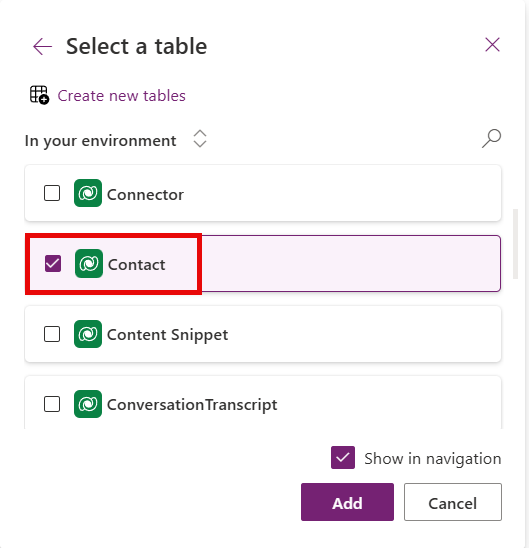 Select a table
Create new tables
In your environment
Connector
Contact
Content Snippet
ConversationTranscript
Show in navigation
Add Cancel